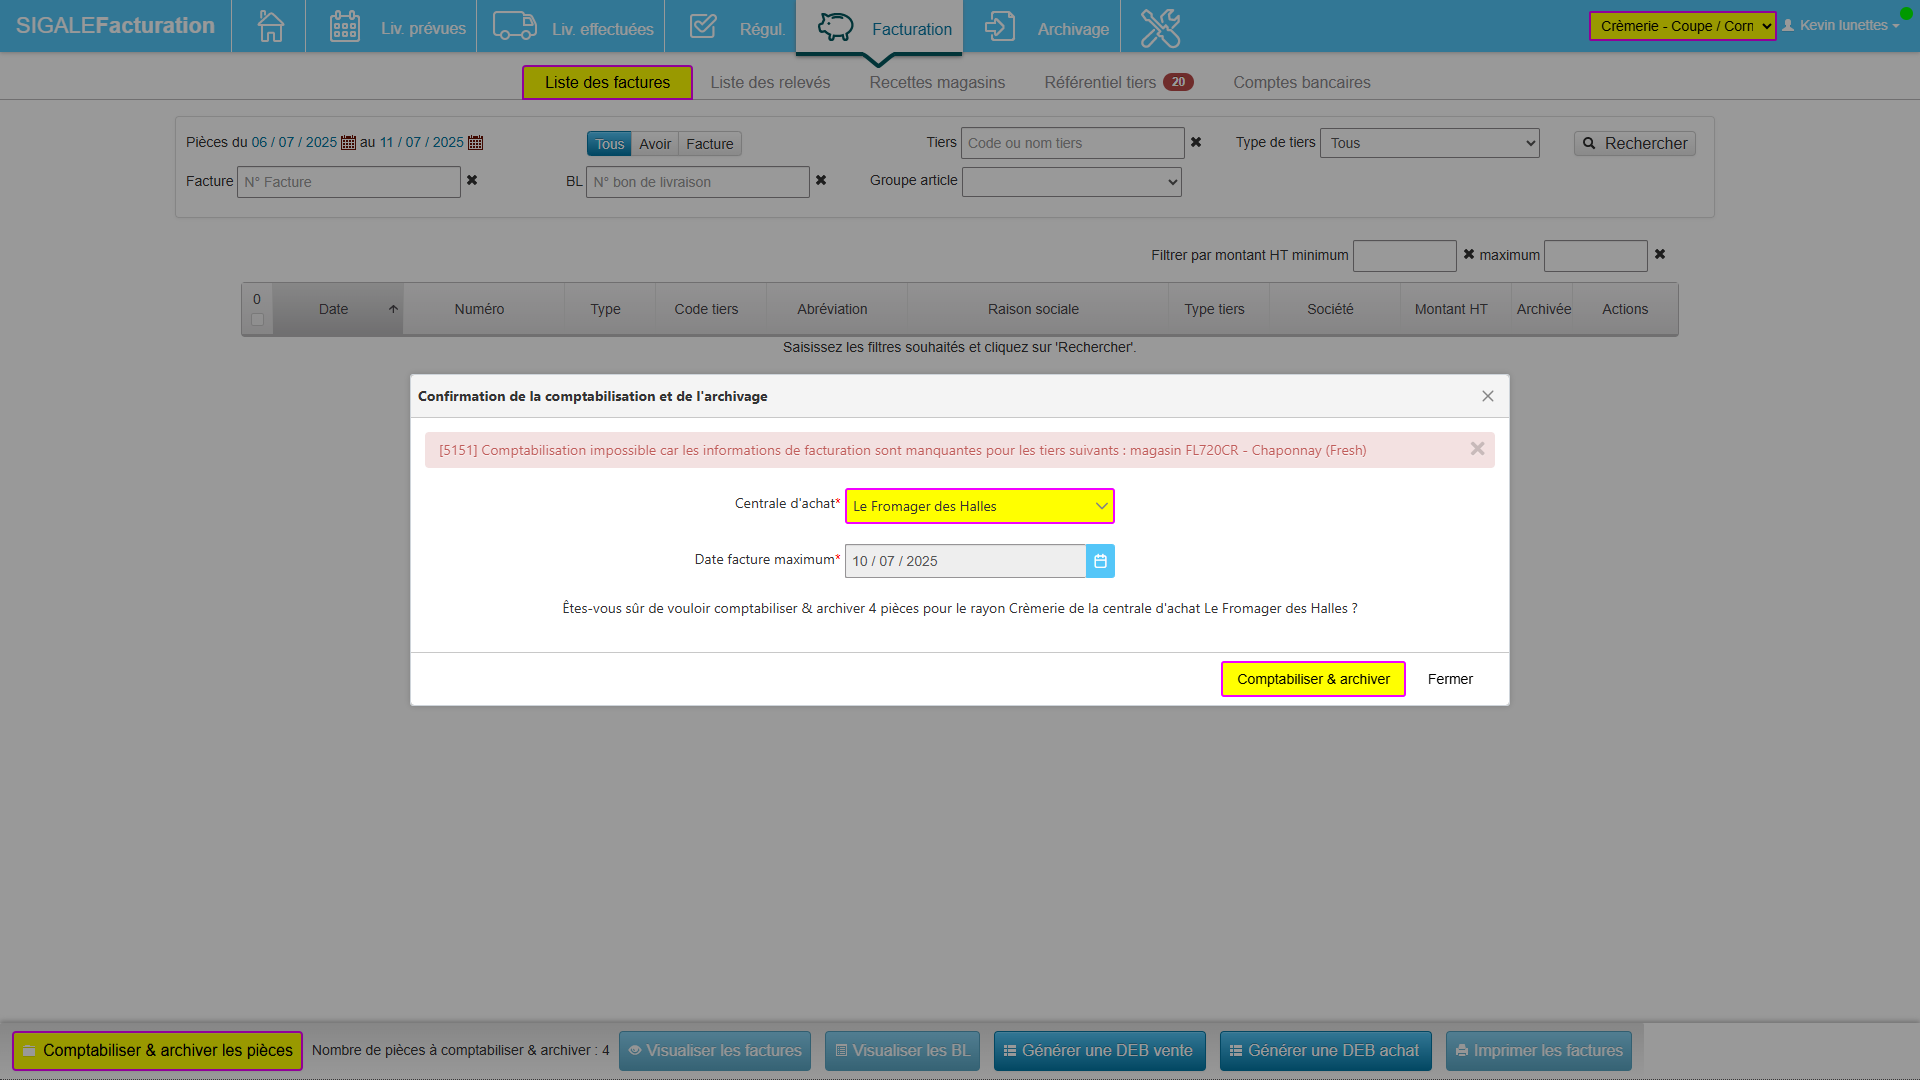 SIGALEFacturation
Liv. prévues
Liv. effectuées
Régul.
Facturation
Archivage
Crèmerie - Coupe / Corn
Kevin lunettes
Liste des factures
Liste des relevés
Recettes magasins
Référentiel tiers 20
Comptes bancaires
Pièces du 06 / 07 / 2025 au 11 / 07 / 2025
Tous Avoir Facture
Tiers Code ou nom tiers
Type de tiers Tous
Rechercher
Facture N° Facture
BL N° bon de livraison
Groupe article
Filtrer par montant HT minimum
maximum
0
Date
Numéro
Type
Code tiers
Abréviation
Raison sociale
Type tiers
Société
Montant HT
Archivée
Actions
Saisissez les filtres souhaités et cliquez sur 'Rechercher'.
Confirmation de la comptabilisation et de l'archivage
[5151] Comptabilisation impossible car les informations de facturation sont manquantes pour les tiers suivants : magasin FL720CR - Chaponnay (Fresh)
Centrale d'achat* Le Fromager des Halles
Date facture maximum* 10 / 07 / 2025
Êtes-vous sûr de vouloir comptabiliser & archiver 4 pièces pour le rayon Crèmerie de la centrale d'achat Le Fromager des Halles ?
Comptabiliser & archiver
Fermer
Comptabiliser & archiver les pièces
Nombre de pièces à comptabiliser & archiver : 4
Visualiser les factures
Visualiser les BL
Générer une DEB vente
Générer une DEB achat
Imprimer les factures